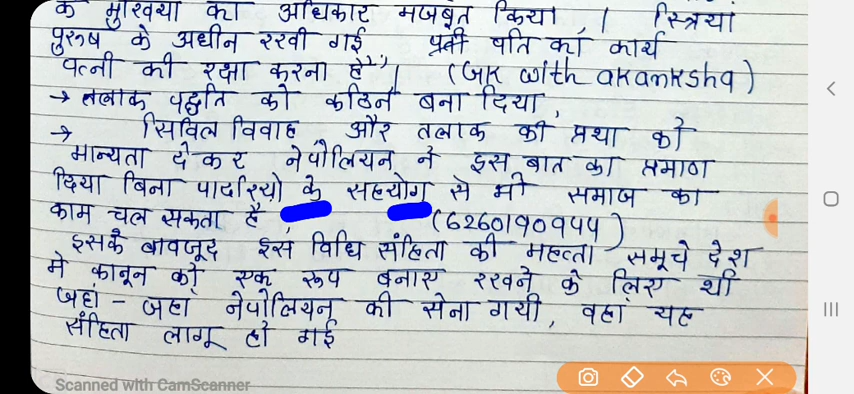 के मुखिया का अधिकार मजबूत किया । स्त्रियां
पुरुष के अधीन रखी गई पति का कार्य
पत्नी की रक्षा करना है" । (Jak with akanksha)
→ तलाक पद्धति को कठिन बना दिया
→ सिविल विवाह और तलाक की प्रथा को
मान्यता देकर नेपोलियन ने इस बात का प्रमाण
दिया बिना पादरियो के सहयोग से भी समाज का
काम चल सकता है (6260190944)
इसके बावजूद इस विधि संहिता की महत्ता समूचे देश
मे कानून को एक रूप बनाए रखने के लिए थी
जहां - जहां नेपोलियन की सेना गयी, वहां यह
संहिता लागू हो गई
Scanned with CamScanner